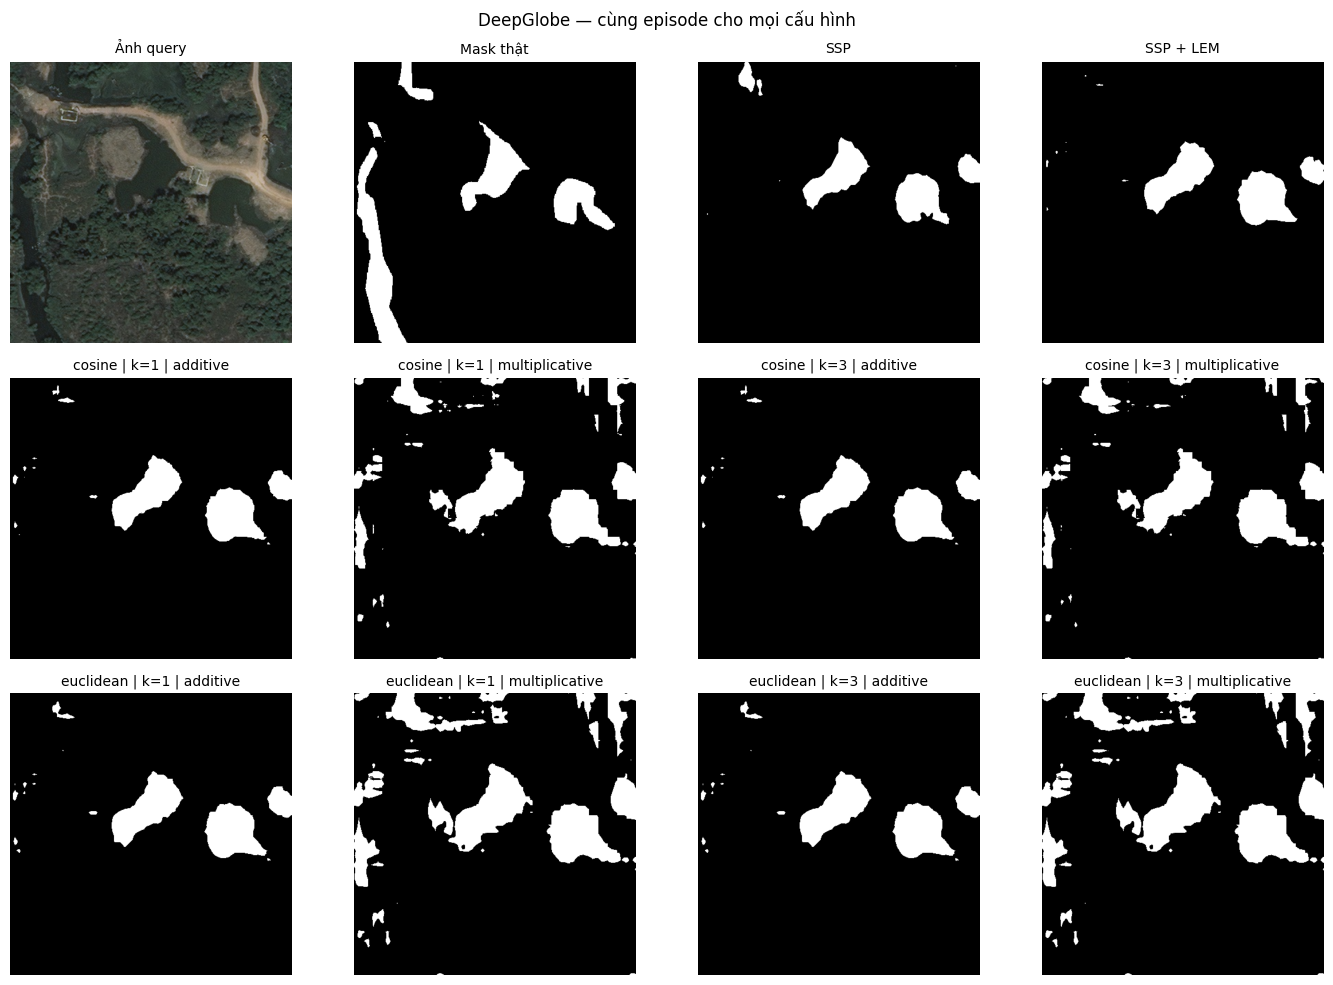 DeepGlobe — cùng episode cho mọi cấu hình
Ảnh query
Mask thật
SSP
SSP + LEM
cosine | k=1 | additive
cosine | k=1 | multiplicative
cosine | k=3 | additive
cosine | k=3 | multiplicative
euclidean | k=1 | additive
euclidean | k=1 | multiplicative
euclidean | k=3 | additive
euclidean | k=3 | multiplicative